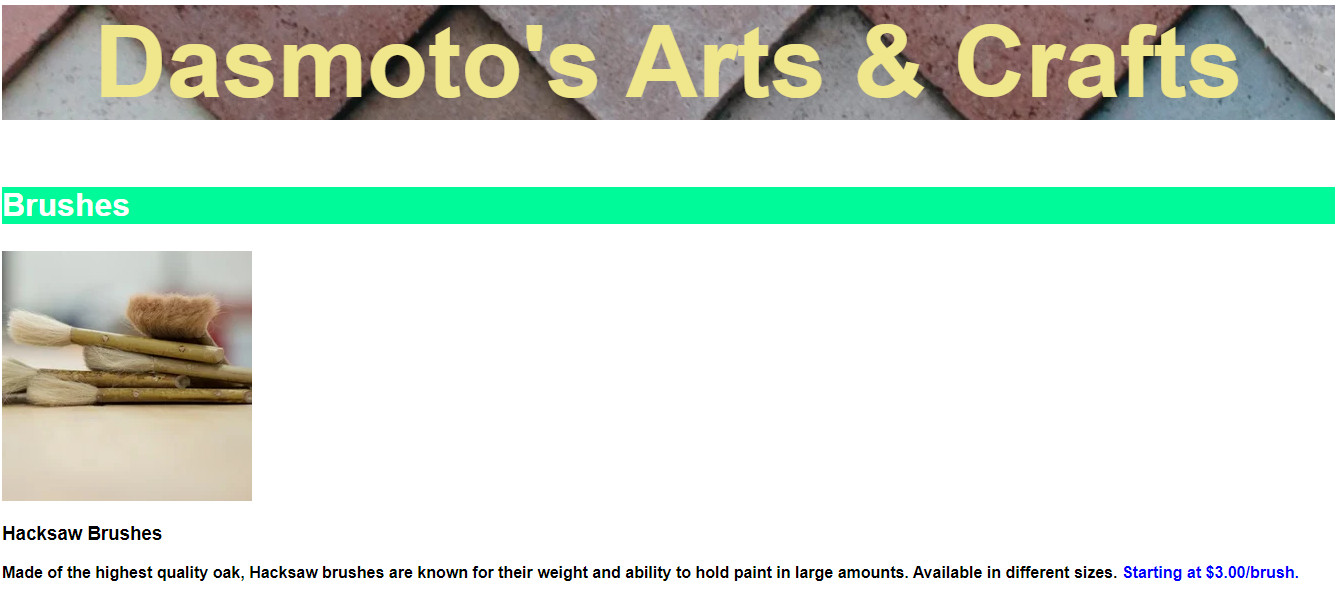 Dasmoto's Arts & Crafts
Brushes
Hacksaw Brushes
Made of the highest quality oak, Hacksaw brushes are known for their weight and ability to hold paint in large amounts. Available in different sizes. Starting at $3.00/brush.